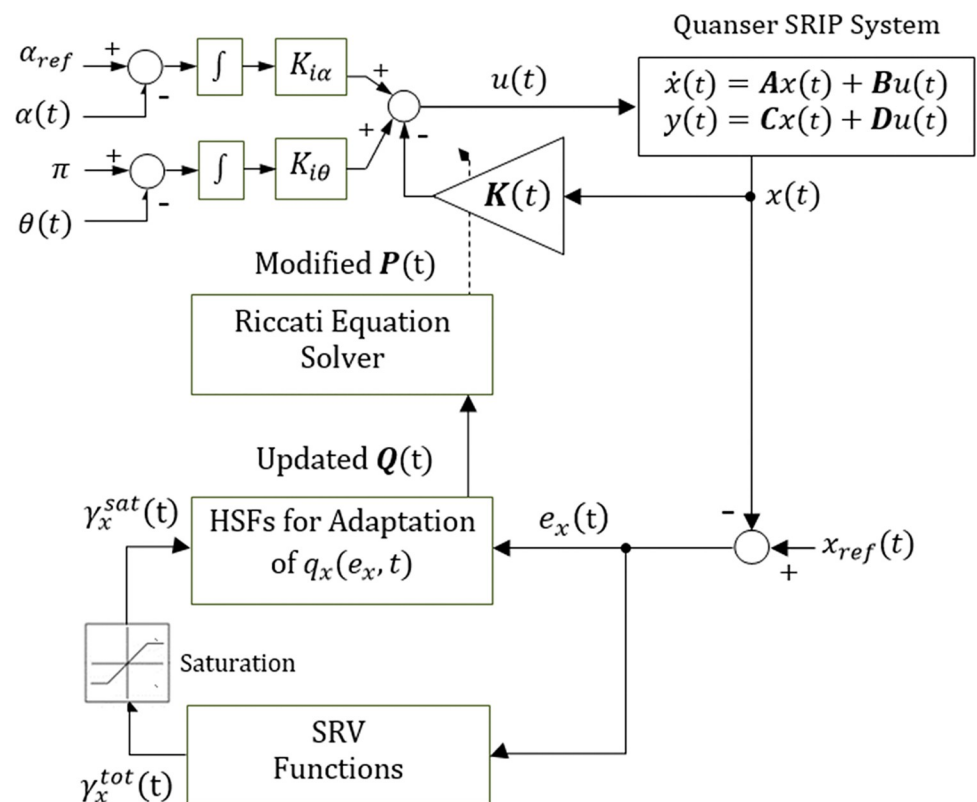 Quanser SRIP System
α_ref + ∫ K_iα +
α(t) -
u(t)
ẋ(t) = Ax(t) + Bu(t)
y(t) = Cx(t) + Du(t)
π + ∫ K_iθ + -
θ(t) -
K(t)
x(t)
Modified P(t)
Riccati Equation
Solver
Updated Q(t)
γ_x^sat(t)
HSFs for Adaptation
of q_x(e_x, t)
e_x(t)
-
x_ref(t)
+
Saturation
SRV
Functions
γ_x^tot(t)